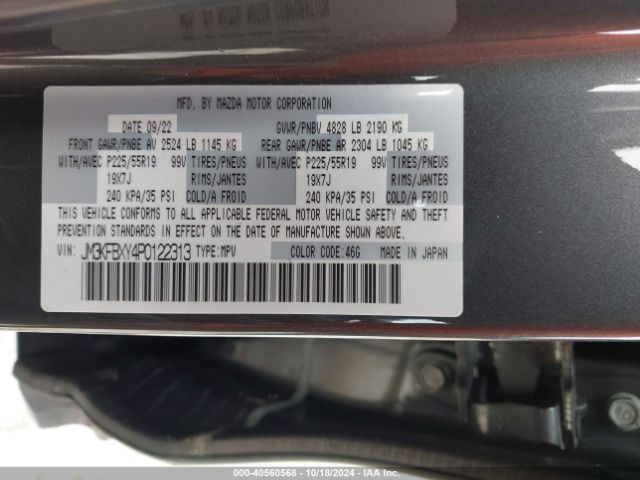 MFD. BY MAZDA MOTOR CORPORATION
DATE 09/22 GVWR/PNBV 4828 LB 2190 KG
FRONT GAWR/PNBE AV 2524 LB 1145 KG REAR GAWR/PNBE AR 2304 LB 1045 KG
WITH/AVEC P225/55R19 99V TIRES/PNEUS WITH/AVEC P225/55R19 99V TIRES/PNEUS
19X7J RIMS/JANTES 19X7J RIMS/JANTES
240 KPA/35 PSI COLD/A FROID 240 KPA/35 PSI COLD/A FROID
THIS VEHICLE CONFORMS TO ALL APPLICABLE FEDERAL MOTOR VEHICLE SAFETY AND THEFT
PREVENTION STANDARDS IN EFFECT ON THE DATE OF MANUFACTURE SHOWN ABOVE.
VIN: JM3KFBXY4P0122313 TYPE:MPV COLOR CODE:46G MADE IN JAPAN
000-40560568 - 10/18/2024 - IAAI.com